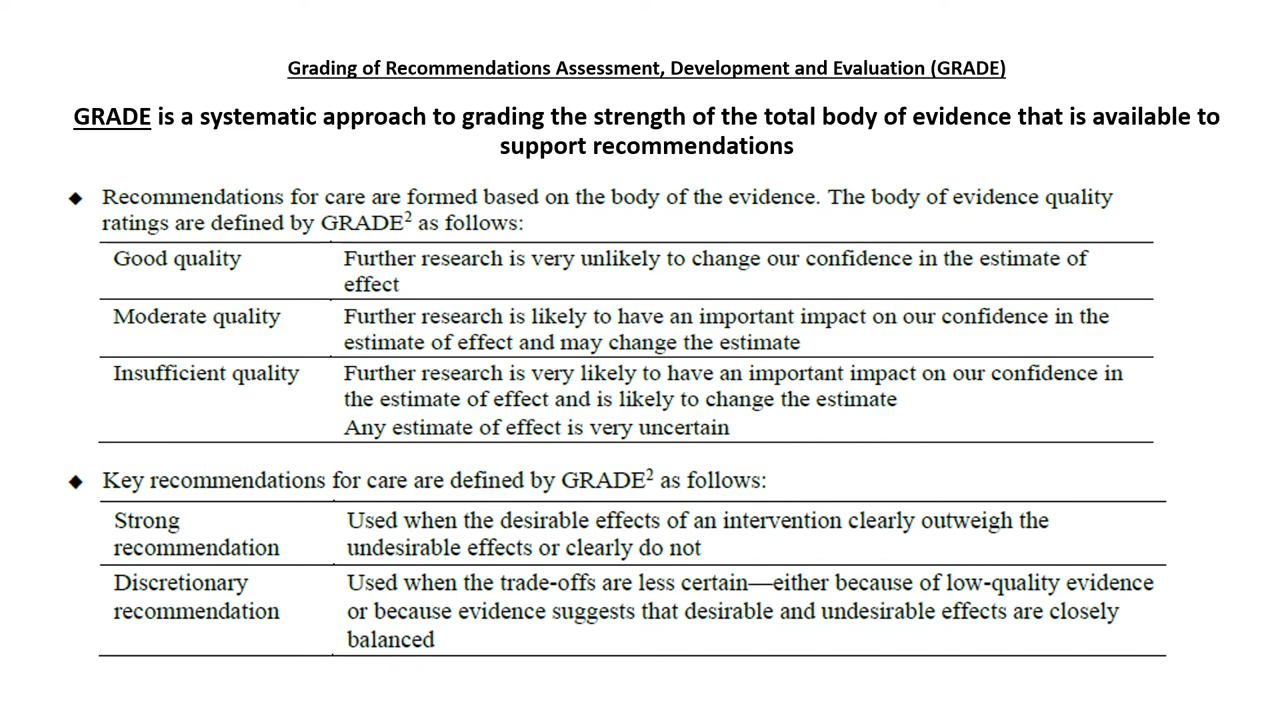 Grading of Recommendations Assessment, Development and Evaluation (GRADE)
GRADE is a systematic approach to grading the strength of the total body of evidence that is available to
support recommendations
◆ Recommendations for care are formed based on the body of the evidence. The body of evidence quality
ratings are defined by GRADE² as follows:
Good quality Further research is very unlikely to change our confidence in the estimate of
effect
Moderate quality Further research is likely to have an important impact on our confidence in the
estimate of effect and may change the estimate
Insufficient quality Further research is very likely to have an important impact on our confidence in
the estimate of effect and is likely to change the estimate
Any estimate of effect is very uncertain
◆ Key recommendations for care are defined by GRADE² as follows:
Strong Used when the desirable effects of an intervention clearly outweigh the
recommendation undesirable effects or clearly do not
Discretionary Used when the trade-offs are less certain—either because of low-quality evidence
recommendation or because evidence suggests that desirable and undesirable effects are closely
balanced